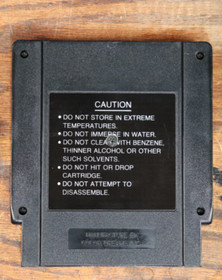 CAUTION
• DO NOT STORE IN EXTREME
TEMPERATURES.
• DO NOT IMMERSE IN WATER.
• DO NOT CLEAN WITH BENZENE,
THINNER ALCOHOL OR OTHER
SUCH SOLVENTS.
• DO NOT HIT OR DROP
CARTRIDGE.
• DO NOT ATTEMPT TO
DISASSEMBLE.